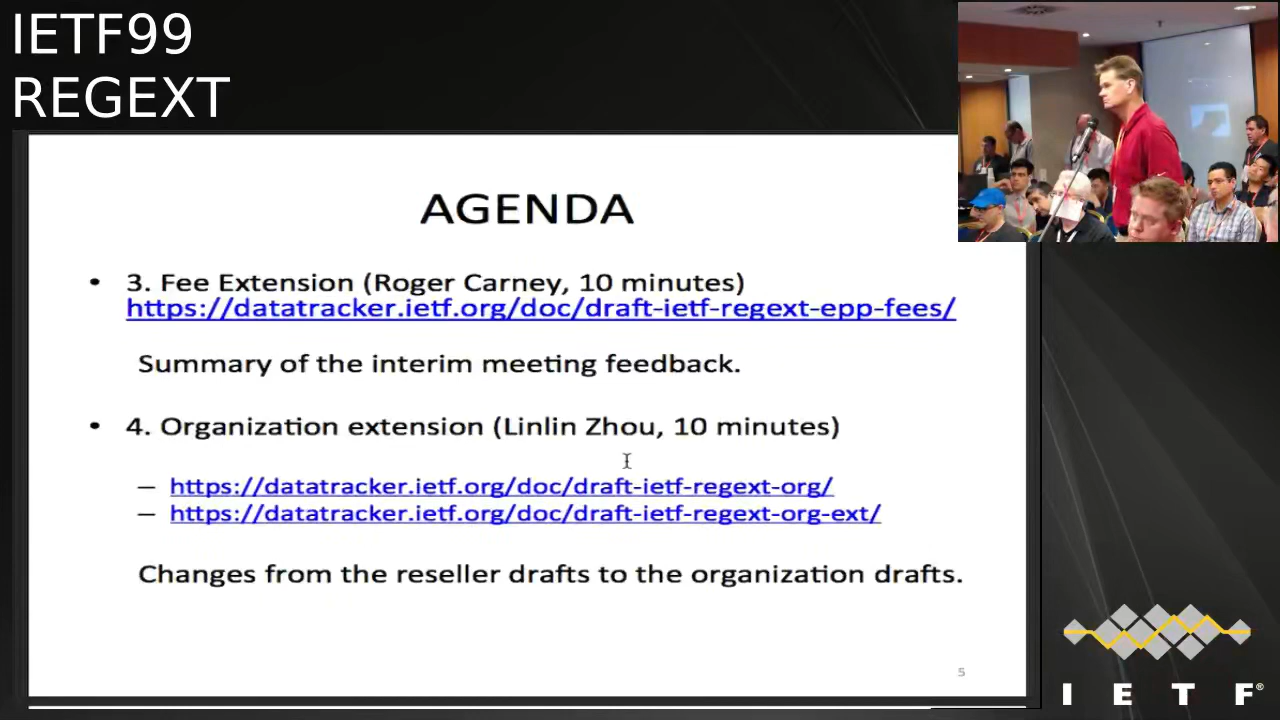 IETF99
REGEXT
AGENDA
• 3. Fee Extension (Roger Carney, 10 minutes)
https://datatracker.ietf.org/doc/draft-ietf-regext-epp-fees/
Summary of the interim meeting feedback.
• 4. Organization extension (Linlin Zhou, 10 minutes)
– https://datatracker.ietf.org/doc/draft-ietf-regext-org/
– https://datatracker.ietf.org/doc/draft-ietf-regext-org-ext/
Changes from the reseller drafts to the organization drafts.
5
I E T F®